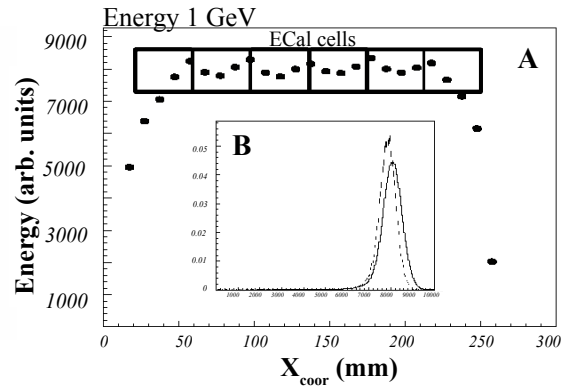 Energy 1 GeV
ECal cells
A
9000
7000
5000
3000
1000
Energy (arb. units)
B
0.05
0.04
0.03
0.02
0.01
0
1000 2000 3000 4000 5000 6000 7000 8000 9000 10000
0 50 100 150 200 250 300
Xcoor (mm)